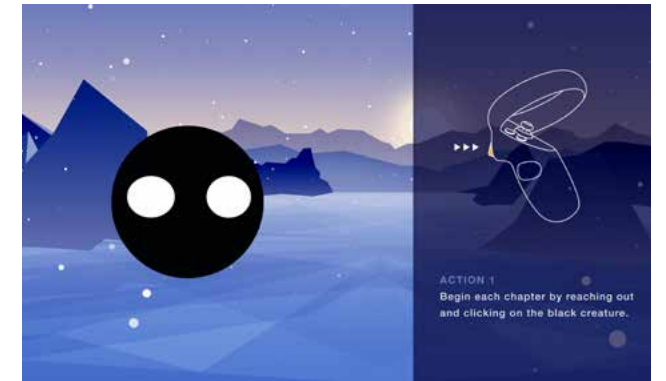 ACTION 1
Begin each chapter by reaching out
and clicking on the black creature.